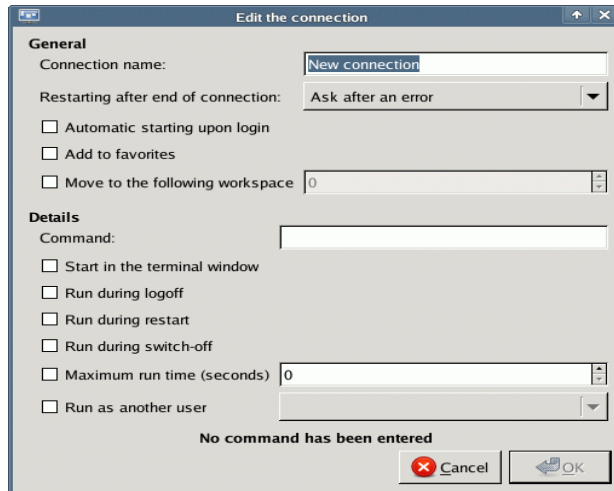 Edit the connection
General
Connection name: New connection
Restarting after end of connection: Ask after an error
Automatic starting upon login
Add to favorites
Move to the following workspace 0
Details
Command:
Start in the terminal window
Run during logoff
Run during restart
Run during switch-off
Maximum run time (seconds) 0
Run as another user
No command has been entered
Cancel OK